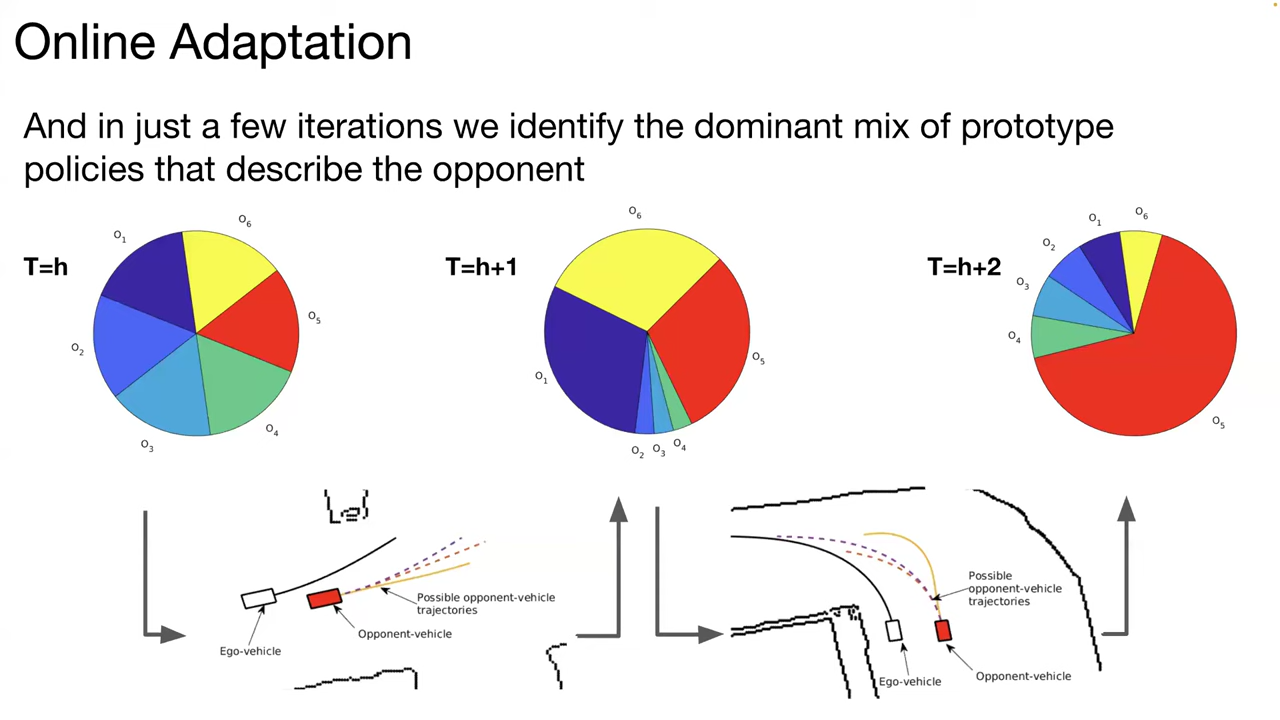 Online Adaptation
And in just a few iterations we identify the dominant mix of prototype
policies that describe the opponent
T=h
O1
O6
O5
O4
O3
O2
T=h+1
O6
O5
O4
O3
O2
O1
T=h+2
O1
O6
O2
O3
O4
O5
Possible opponent-vehicle
trajectories
Opponent-vehicle
Ego-vehicle
Possible
opponent-vehicle
trajectories
Ego-vehicle
Opponent-vehicle